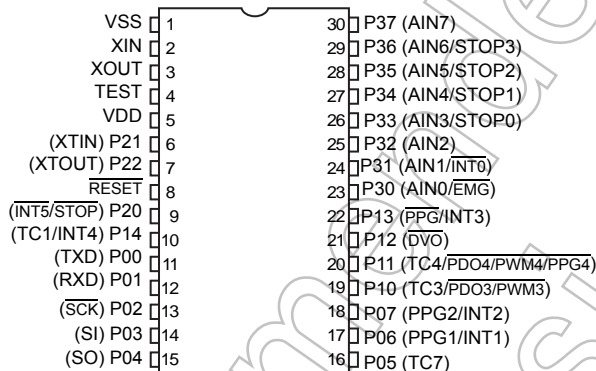 VSS 1 30 P37 (AIN7)
XIN 2 29 P36 (AIN6/STOP3)
XOUT 3 28 P35 (AIN5/STOP2)
TEST 4 27 P34 (AIN4/STOP1)
VDD 5 26 P33 (AIN3/STOP0)
(XTIN) P21 6 25 P32 (AIN2)
(XTOUT) P22 7 24 P31 (AIN1/INT0)
RESET 8 23 P30 (AIN0/EMG)
(INT5/STOP) P20 9 22 P13 (PPG/INT3)
(TC1/INT4) P14 10 21 P12 (DVO)
(TXD) P00 11 20 P11 (TC4/PDO4/PWM4/PPG4)
(RXD) P01 12 19 P10 (TC3/PDO3/PWM3)
(SCK) P02 13 18 P07 (PPG2/INT2)
(SI) P03 14 17 P06 (PPG1/INT1)
(SO) P04 15 16 P05 (TC7)